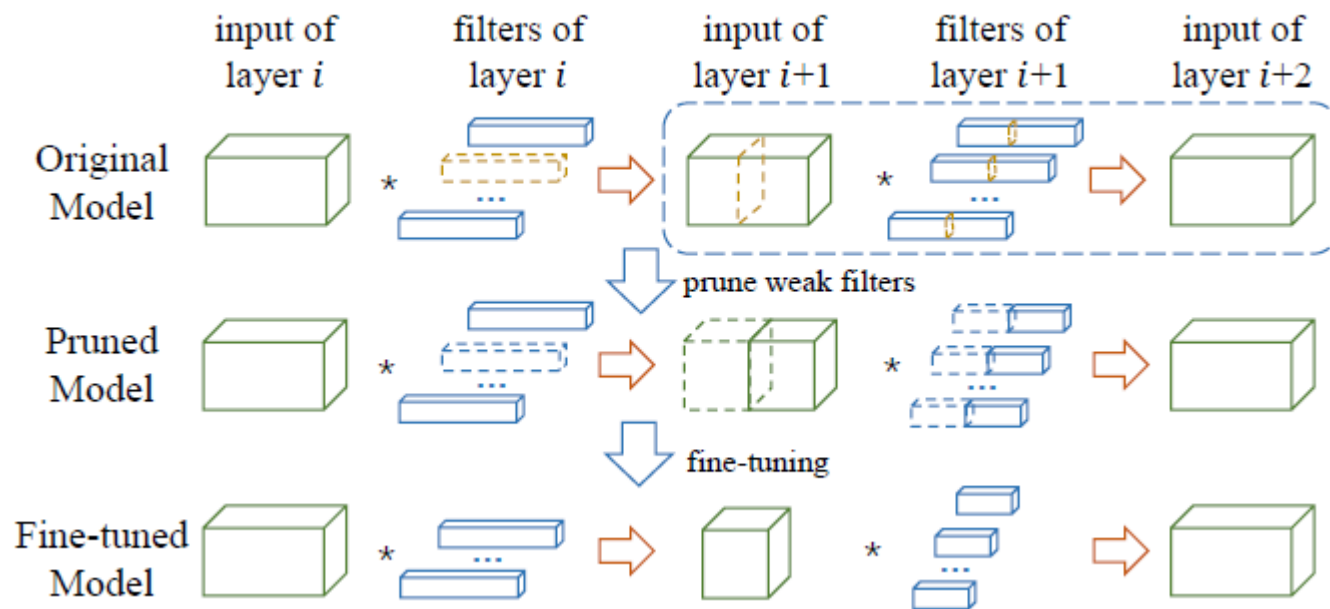 input of
layer i
filters of
layer i
input of
layer i+1
filters of
layer i+1
input of
layer i+2
Original
Model
*
...
*
...
prune weak filters
Pruned
Model
*
...
*
...
fine-tuning
Fine-tuned
Model
*
...
*
...